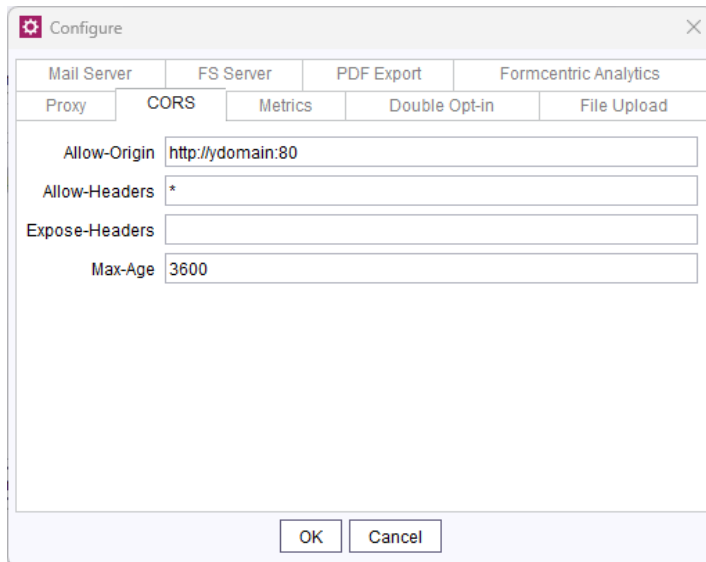 Configure
Mail Server FS Server PDF Export Formcentric Analytics
Proxy CORS Metrics Double Opt-in File Upload
Allow-Origin http://ydomain:80
Allow-Headers *
Expose-Headers
Max-Age 3600
OK Cancel